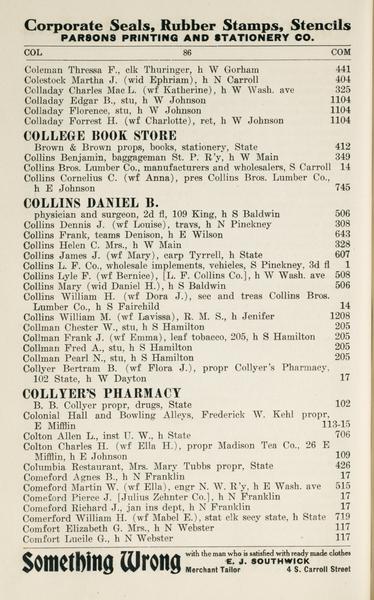 Corporate Seals, Rubber Stamps, Stencils
PARSONS PRINTING AND STATIONERY CO.
COL 86 COM
Coleman Thressa F., clk Thuringer, h W Gorham 441
Colestock Martha J. (wid Ephriam), h N Carroll 404
Colladay Charles Mac L. (wf Katherine), h W Wash. ave 325
Colladay Edgar B., stu, h W Johnson 1104
Colladay Florence, stu, h W Johnson 1104
Colladay Forrest H. (wf Charlotte), ret, h W Johnson 1104
COLLEGE BOOK STORE
Brown & Brown props, books, stationery, State 412
Collins Benjamin, baggageman St. P. R'y, h W Main 349
Collins Bros. Lumber Co., manufacturers and wholesalers, S Carroll 14
Collins Cornelius C. (wf Anna), pres Collins Bros. Lumber Co.,
h E Johnson 745
COLLINS DANIEL B.
physician and surgeon, 2d fl, 109 King, h S Baldwin 506
Collins Dennis J. (wf Louise), travs, h N Pinckney 308
Collins Frank, teams Denison, h E Wilson 643
Collins Helen C. Mrs., h W Main 328
Collins James J. (wf Mary), carp Tyrrell, h State 607
Collins L. F. Co., wholesale implements, vehicles, S Pinckney, 3d fl 1
Collins Lyle F. (wf Berniec), [L. F. Collins Co.], h W Wash. ave 508
Collins Mary (wid Daniel H.), h S Baldwin 506
Collins William H. (wf Dora J.), sec and treas Collins Bros.
Lumber Co., h S Fairchild 14
Collins William M. (wf Lavissa), R. M. S., h Jenifer 1208
Collman Chester W., stu, h S Hamilton 205
Collman Frank J. (wf Emma), leaf tobacco, 205, h S Hamilton 205
Collman Fred A., stu, h S Hamilton 205
Collman Pearl N., stu, h S Hamilton 205
Collyer Bertram B. (wf Flora J.), propr Collyer's Pharmacy,
102 State, h W Dayton 17
COLLYER'S PHARMACY
B. B. Collyer propr, drugs, State 102
Colonial Hall and Bowling Alleys, Frederick W. Kehl propr,
E Mifflin 113-15
Colton Allen L., inst U. W., h State 706
Colton Charles H. (wf Ella H.), propr Madison Tea Co., 26 E
Mifflin, h E Johnson 109
Columbia Restaurant, Mrs. Mary Tubbs propr, State 426
Comeford Agnes B., h N Franklin 17
Comeford Martin W. (wf Ella), engr N. W. R'y, h E Wash. ave 515
Comeford Pierce J. [Julius Zehnter Co.], h N Franklin 17
Comeford Richard J., jan ins dept, h N Franklin 17
Comerford William H. (wf Mabel E.), stat clk secy state, h State 719
Comfort Elizabeth G. Mrs., h N Webster 117
Comfort Lucile G., h N Webster 117
Something Wrong with the man who is satisfied with ready made clothes
E. J. SOUTHWICK
Merchant Tailor 4 S. Carroll Street